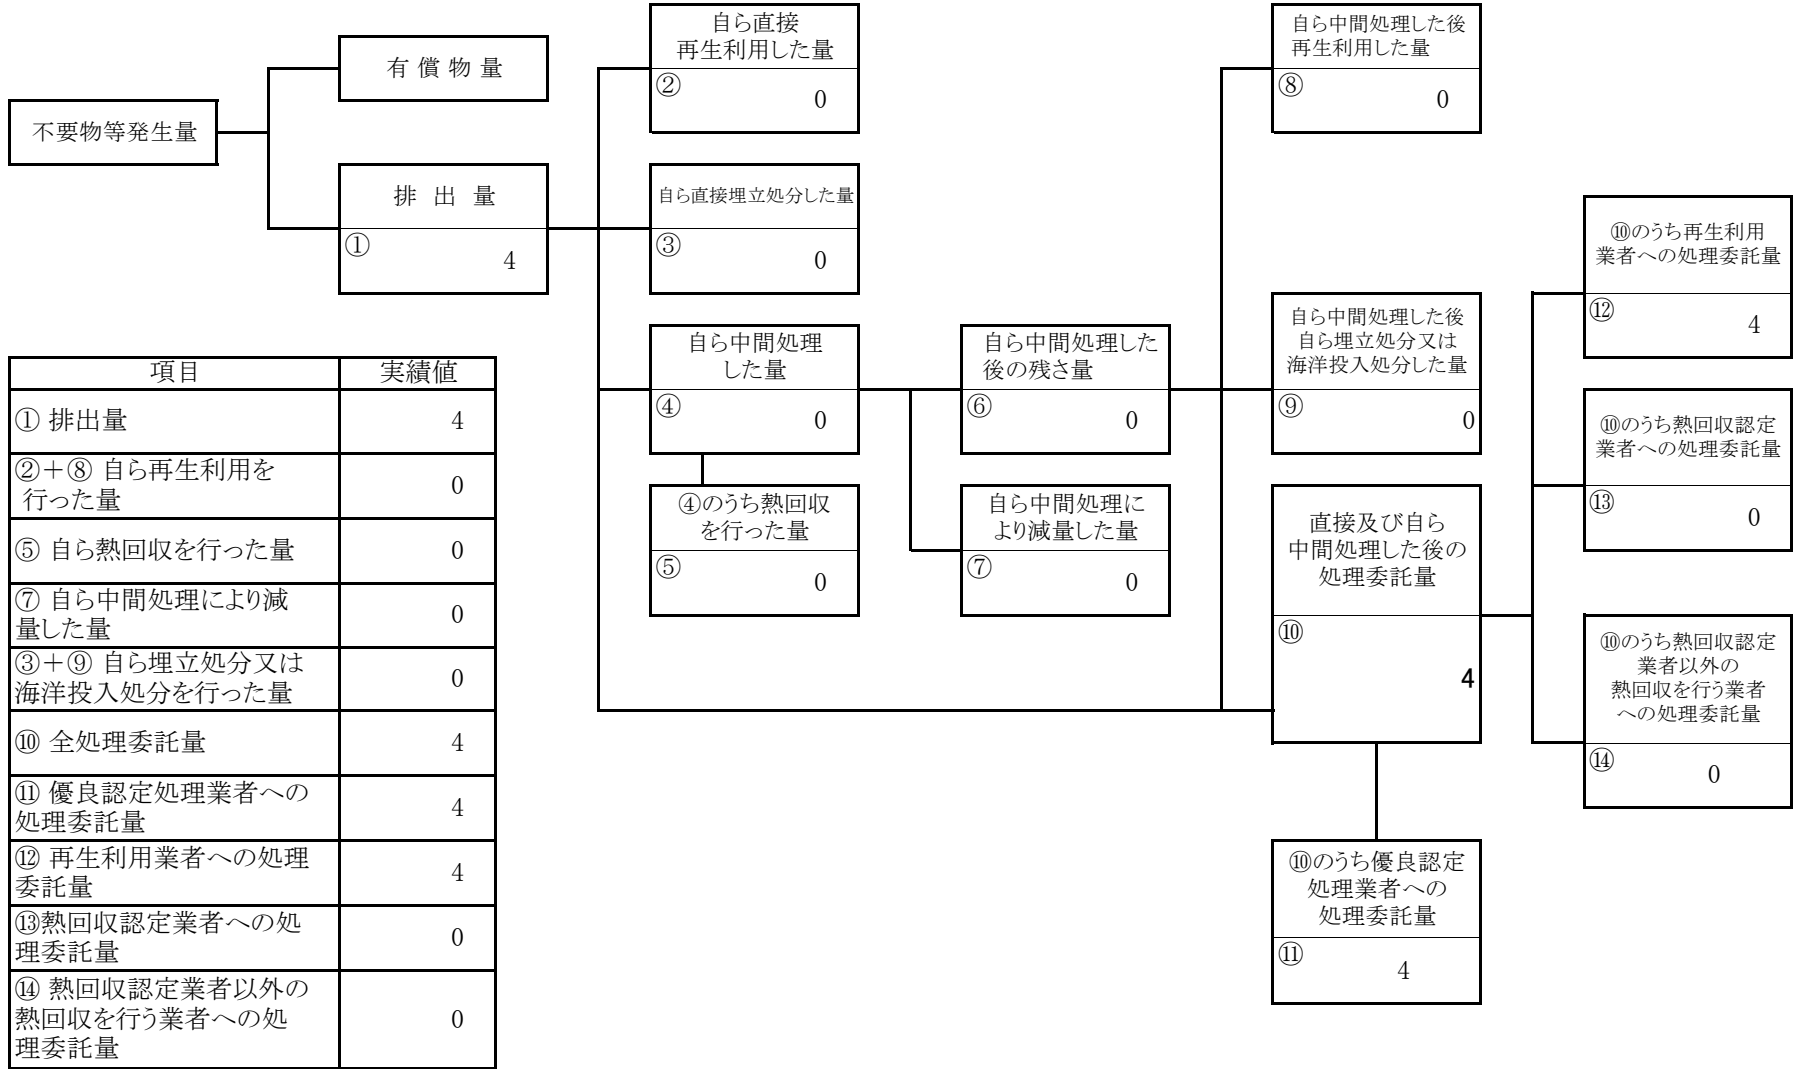 不要物等発生量
有 償 物 量
排 出 量
①
4
自ら直接
再生利用した量
②
0
自ら直接埋立処分した量
③
0
自ら中間処理
した量
④
0
④のうち熱回収
を行った量
⑤
0
自ら中間処理した
後の残さ量
⑥
0
自ら中間処理に
より減量した量
⑦
0
自ら中間処理した後
再生利用した量
⑧
0
自ら中間処理した後
自ら埋立処分又は
海洋投入処分した量
⑨
0
直接及び自ら
中間処理した後の
処理委託量
⑩
4
⑩のうち優良認定
処理業者への
処理委託量
⑪
4
⑩のうち再生利用
業者への処理委託量
⑫
4
⑩のうち熱回収認定
業者への処理委託量
⑬
0
⑩のうち熱回収認定
業者以外の
熱回収を行う業者
への処理委託量
⑭
0
項目 実績値
① 排出量 4
②＋⑧ 自ら再生利用を
行った量 0
⑤ 自ら熱回収を行った量 0
⑦ 自ら中間処理により減
量した量 0
③＋⑨ 自ら埋立処分又は
海洋投入処分を行った量 0
⑩ 全処理委託量 4
⑪ 優良認定処理業者への
処理委託量 4
⑫ 再生利用業者への処理
委託量 4
⑬熱回収認定業者への処
理委託量 0
⑭ 熱回収認定業者以外の
熱回収を行う業者への処 0
理委託量